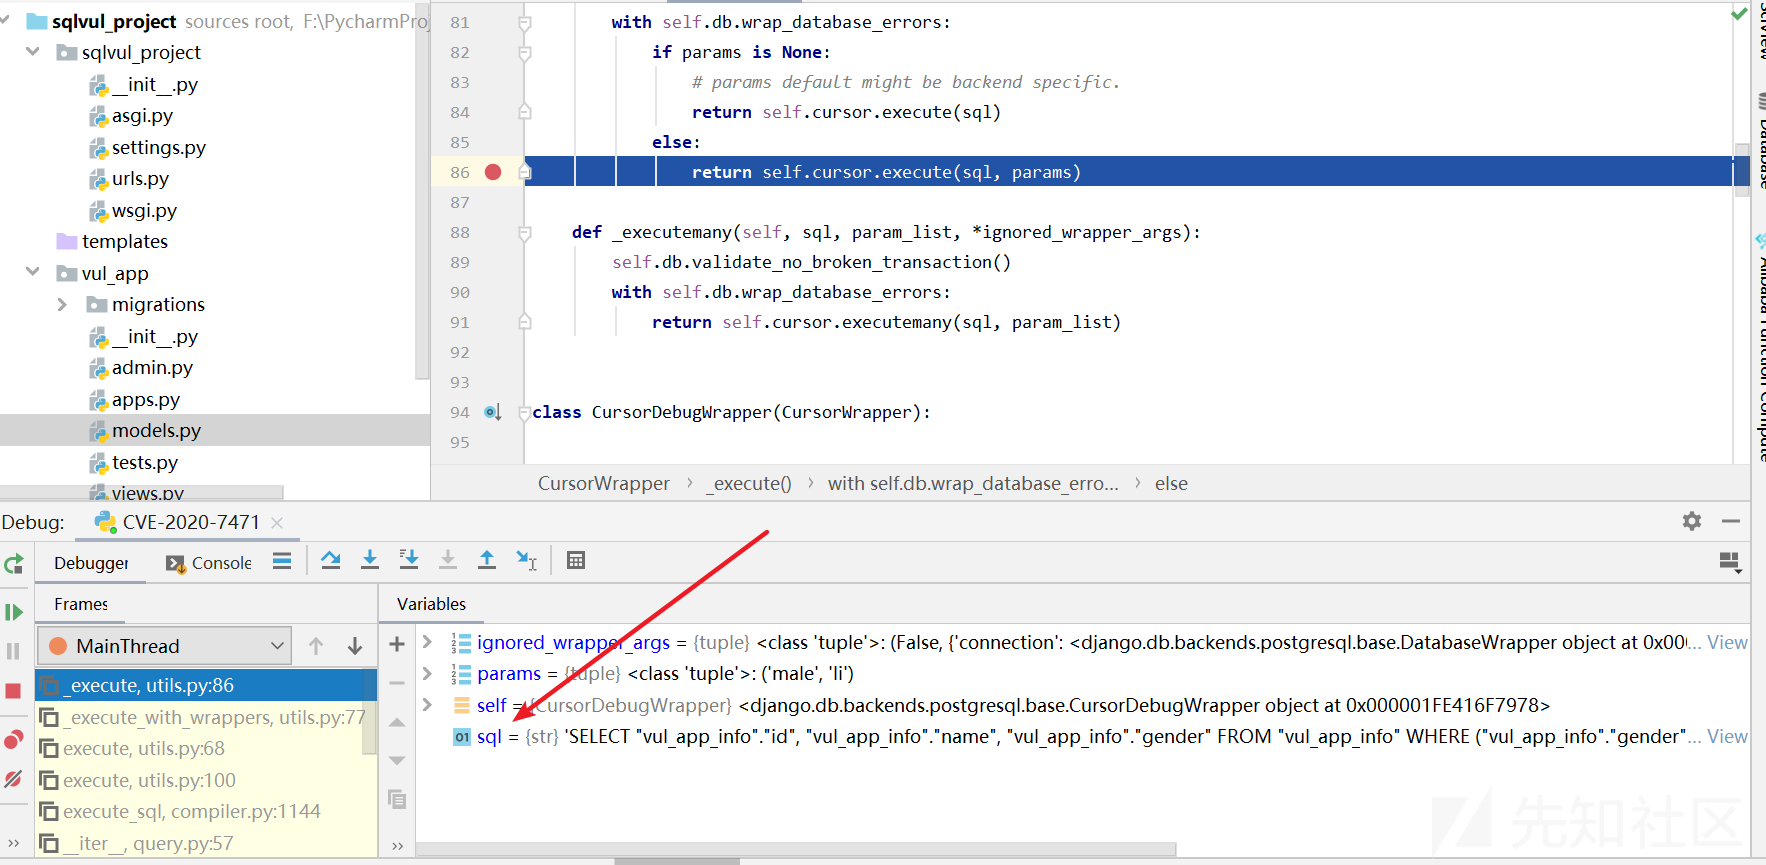 sqlvul_project sources root, F:\PycharmPro
sqlvul_project
__init__.py
asgi.py
settings.py
urls.py
wsgi.py
templates
vul_app
migrations
__init__.py
admin.py
apps.py
models.py
tests.py
views.py
81 with self.db.wrap_database_errors:
82 if params is None:
83 # params default might be backend specific.
84 return self.cursor.execute(sql)
85 else:
86 return self.cursor.execute(sql, params)
87
88 def _executemany(self, sql, param_list, *ignored_wrapper_args):
89 self.db.validate_no_broken_transaction()
90 with self.db.wrap_database_errors:
91 return self.cursor.executemany(sql, param_list)
92
93
94 class CursorDebugWrapper(CursorWrapper):
95
CursorWrapper › _execute() › with self.db.wrap_database_erro... › else
SciView
Database
Alibaba Function Compute
Debug: CVE-2020-7471
Debugger Console
Frames
MainThread
_execute, utils.py:86
_execute_with_wrappers, utils.py:77
execute, utils.py:68
execute, utils.py:100
execute_sql, compiler.py:1144
__iter__, query.py:57
Variables
ignored_wrapper_args = {tuple} <class 'tuple'>: (False, {'connection': <django.db.backends.postgresql.base.DatabaseWrapper object at 0x000... View
params = {tuple} <class 'tuple'>: ('male', 'li')
self = {CursorDebugWrapper} <django.db.backends.postgresql.base.CursorDebugWrapper object at 0x000001FE416F7978>
sql = {str} 'SELECT "vul_app_info"."id", "vul_app_info"."name", "vul_app_info"."gender" FROM "vul_app_info" WHERE ("vul_app_info"."gender"... View
先知社区